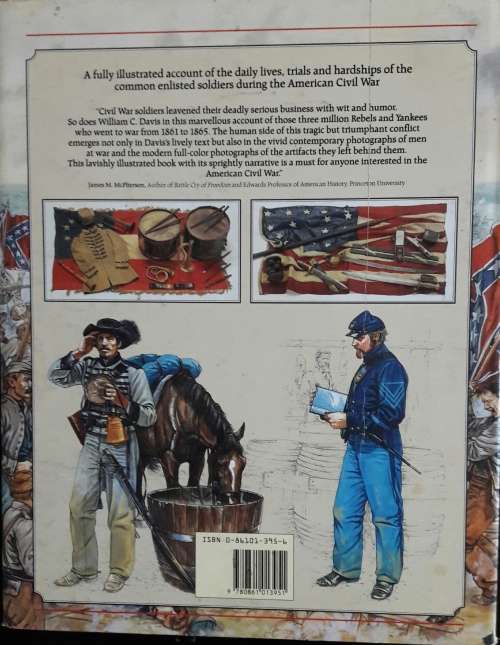 A fully illustrated account of the daily lives, trials and hardships of the
common enlisted soldiers during the American Civil War
"Civil War soldiers leavened their deadly serious business with wit and humor.
So does William C. Davis in this marvellous account of those three million Rebels and Yankees
who went to war from 1861 to 1865. The human side of this tragic but triumphant conflict
emerges not only in Davis's lively text but also in the vivid contemporary photographs of men
at war and the modern full-color photographs of the artifacts they left behind them.
This lavishly illustrated book with its sprightly narrative is a must for anyone interested in the
American Civil War."
James M. McPherson, Author of Battle Cry of Freedom and Edwards Professor of American History, Princeton University
ISBN 0-86101-395-6
9 780861 013951